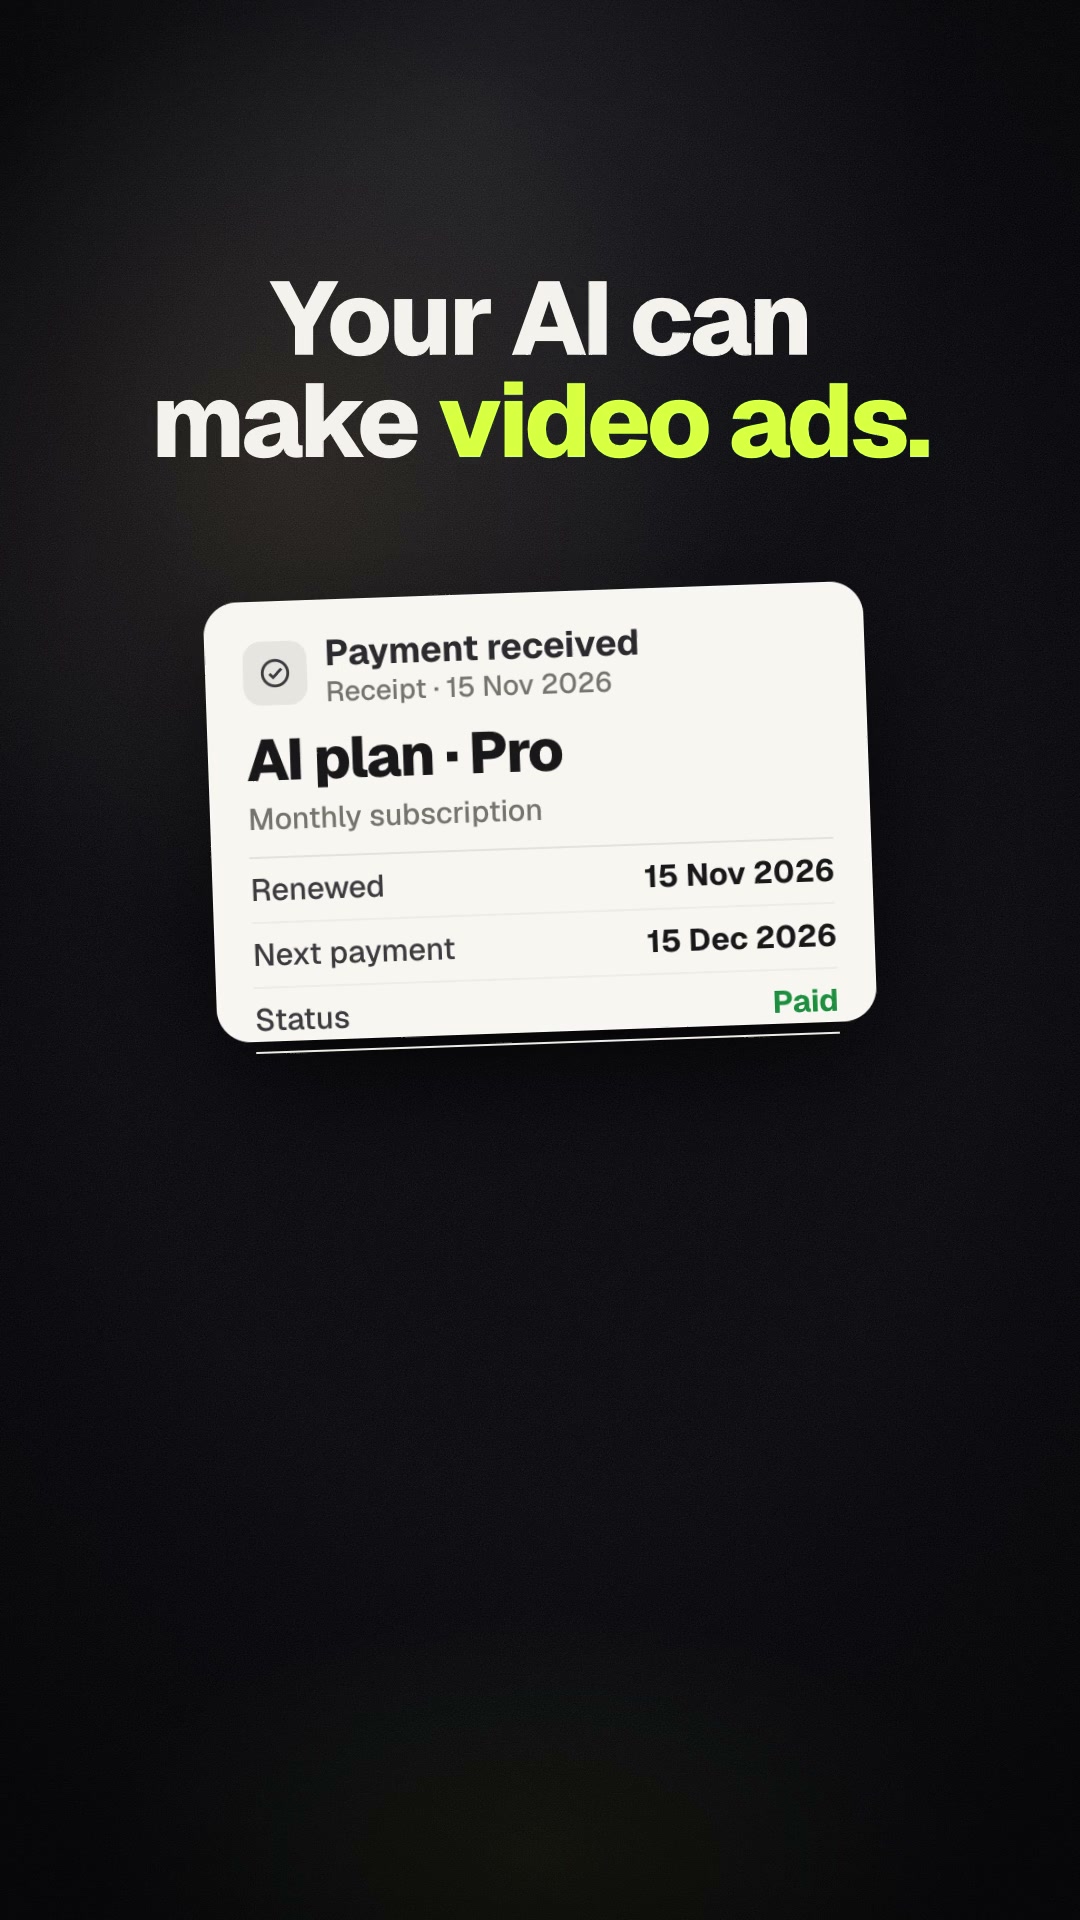 Your AI can
make video ads.
Payment received
Receipt · 15 Nov 2026
AI plan · Pro
Monthly subscription
Renewed 15 Nov 2026
Next payment 15 Dec 2026
Status Paid